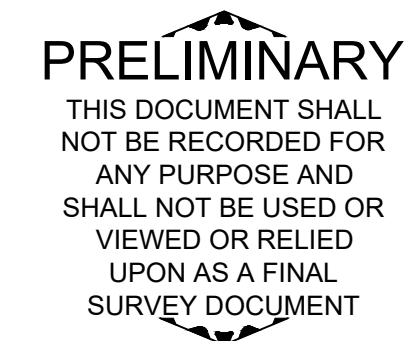 PRELIMINARY
THIS DOCUMENT SHALL
NOT BE RECORDED FOR
ANY PURPOSE AND
SHALL NOT BE USED OR
VIEWED OR RELIED
UPON AS A FINAL
SURVEY DOCUMENT